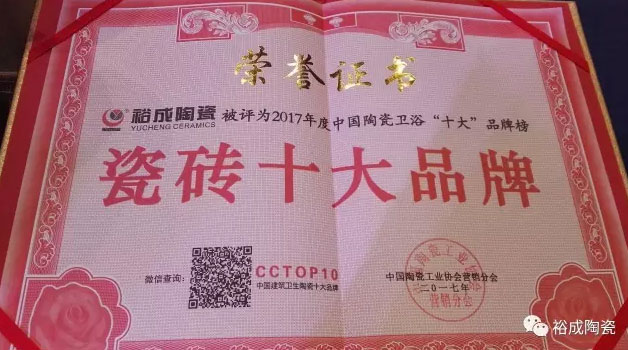 荣誉证书
裕成陶瓷
YUCHENG CERAMICS
被评为2017年度中国陶瓷卫浴“十大”品牌榜
瓷砖十大品牌
微信查询:
CCTOP10
中国建筑卫生陶瓷十大品牌
中国陶瓷工业协会营销分会
二〇一七年
营销分会
裕成陶瓷